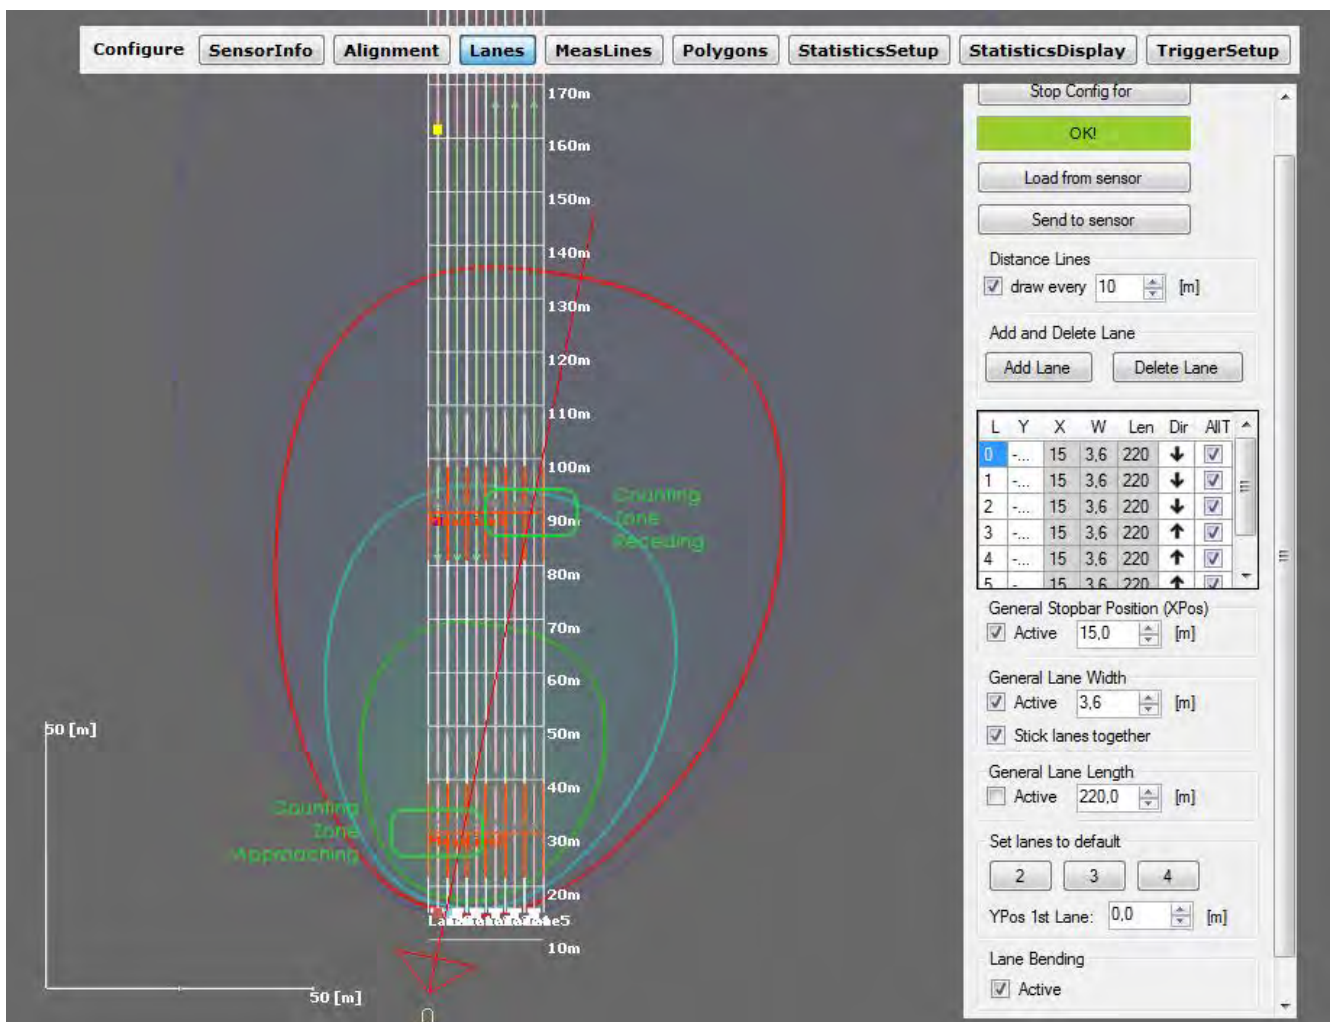 Configure SensorInfo Alignment Lanes MeasLines Polygons StatisticsSetup StatisticsDisplay TriggerSetup
170m
160m
150m
140m
130m
120m
110m
100m
90m
80m
70m
60m
50m
40m
30m
20m
10m
Counting
Zone
Receding
Counting
Zone
Approaching
50 [m]
50 [m]
0
Stop Config for
OK!
Load from sensor
Send to sensor
Distance Lines
draw every 10 [m]
Add and Delete Lane
Add Lane Delete Lane
L Y X W Len Dir AllT
0 -... 15 3,6 220 ↓
1 -... 15 3,6 220 ↓
2 -... 15 3,6 220 ↓
3 -... 15 3,6 220 ↑
4 -... 15 3,6 220 ↑
5 - 15 3,6 220 ↑
General Stopbar Position (XPos)
Active 15,0 [m]
General Lane Width
Active 3,6 [m]
Stick lanes together
General Lane Length
Active 220,0 [m]
Set lanes to default
2 3 4
YPos 1st Lane: 0,0 [m]
Lane Bending
Active